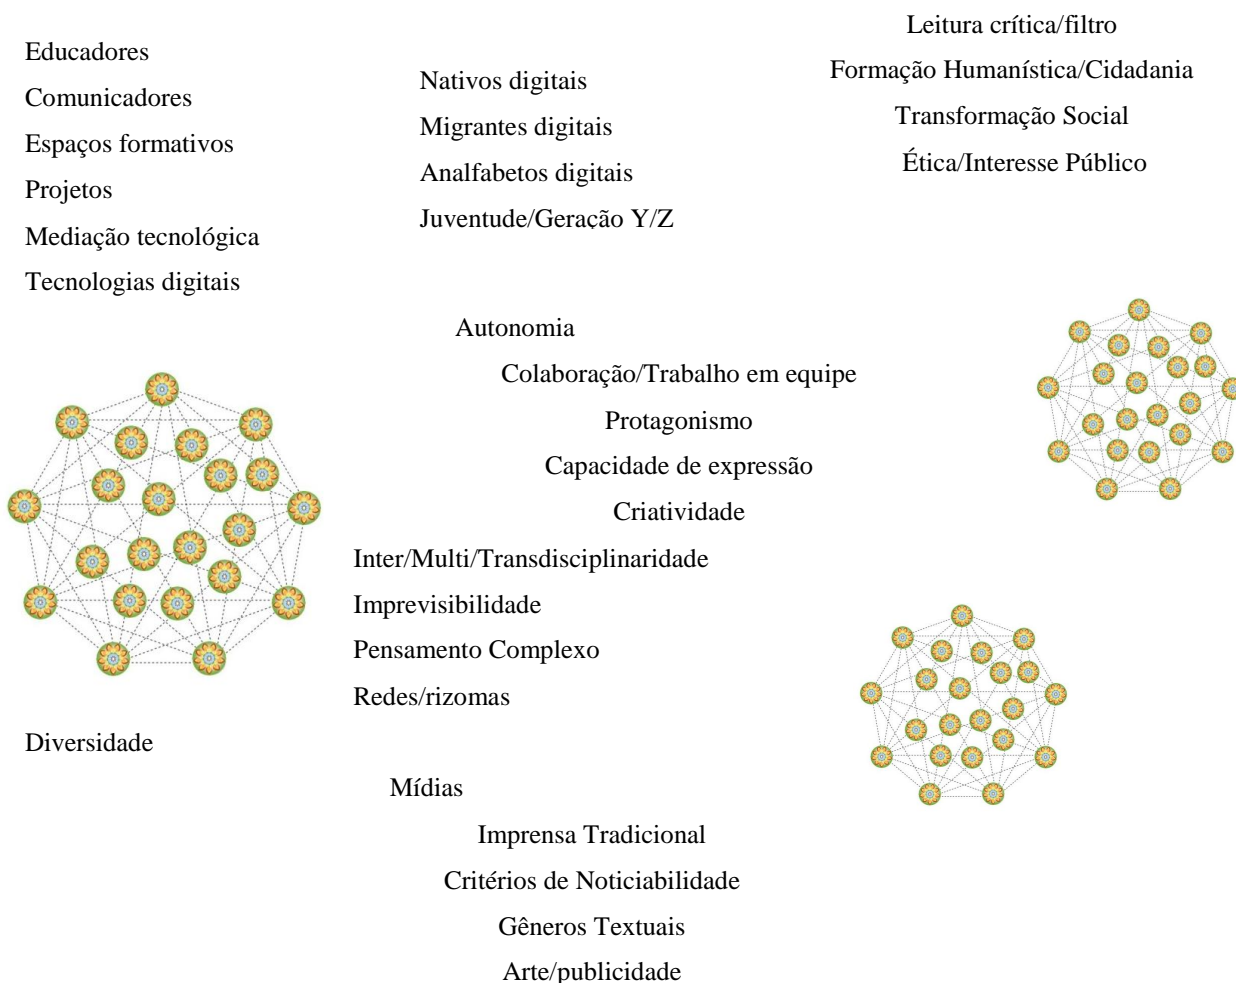 Educadores
Comunicadores
Espaços formativos
Projetos
Mediação tecnológica
Tecnologias digitais
Nativos digitais
Migrantes digitais
Analfabetos digitais
Juventude/Geração Y/Z
Leitura crítica/filtro
Formação Humanística/Cidadania
Transformação Social
Ética/Interesse Público
Autonomia
Colaboração/Trabalho em equipe
Protagonismo
Capacidade de expressão
Criatividade
Inter/Multi/Transdisciplinaridade
Imprevisibilidade
Pensamento Complexo
Redes/rizomas
Diversidade
Mídias
Imprensa Tradicional
Critérios de Noticiabilidade
Gêneros Textuais
Arte/publicidade